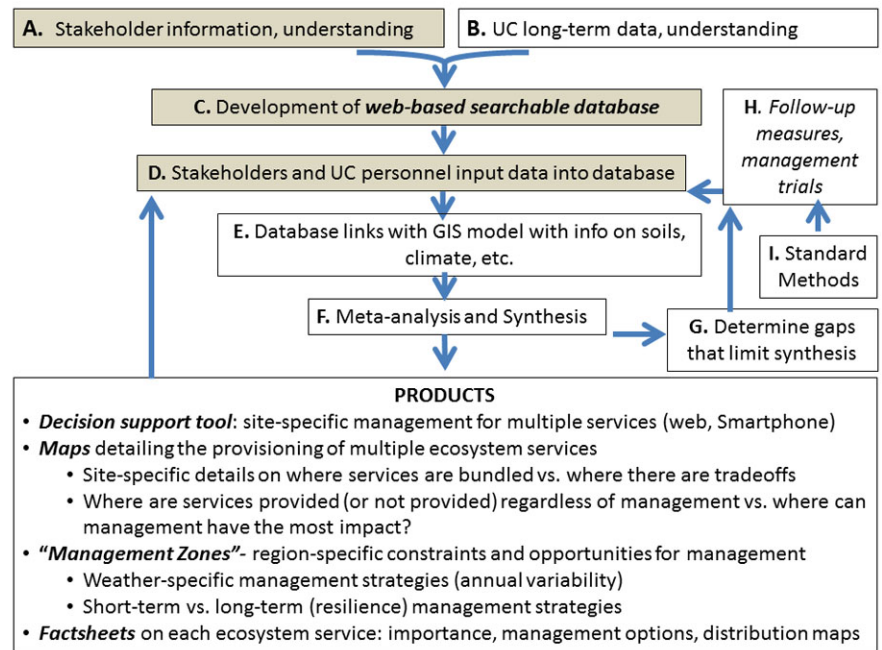 A. Stakeholder information, understanding
B. UC long-term data, understanding
C. Development of web-based searchable database
H. Follow-up
measures,
management
trials
D. Stakeholders and UC personnel input data into database
E. Database links with GIS model with info on soils,
climate, etc.
I. Standard
Methods
F. Meta-analysis and Synthesis
G. Determine gaps
that limit synthesis
PRODUCTS
• Decision support tool: site-specific management for multiple services (web, Smartphone)
• Maps detailing the provisioning of multiple ecosystem services
• Site-specific details on where services are bundled vs. where there are tradeoffs
• Where are services provided (or not provided) regardless of management vs. where can
management have the most impact?
• “Management Zones”- region-specific constraints and opportunities for management
• Weather-specific management strategies (annual variability)
• Short-term vs. long-term (resilience) management strategies
• Factsheets on each ecosystem service: importance, management options, distribution maps